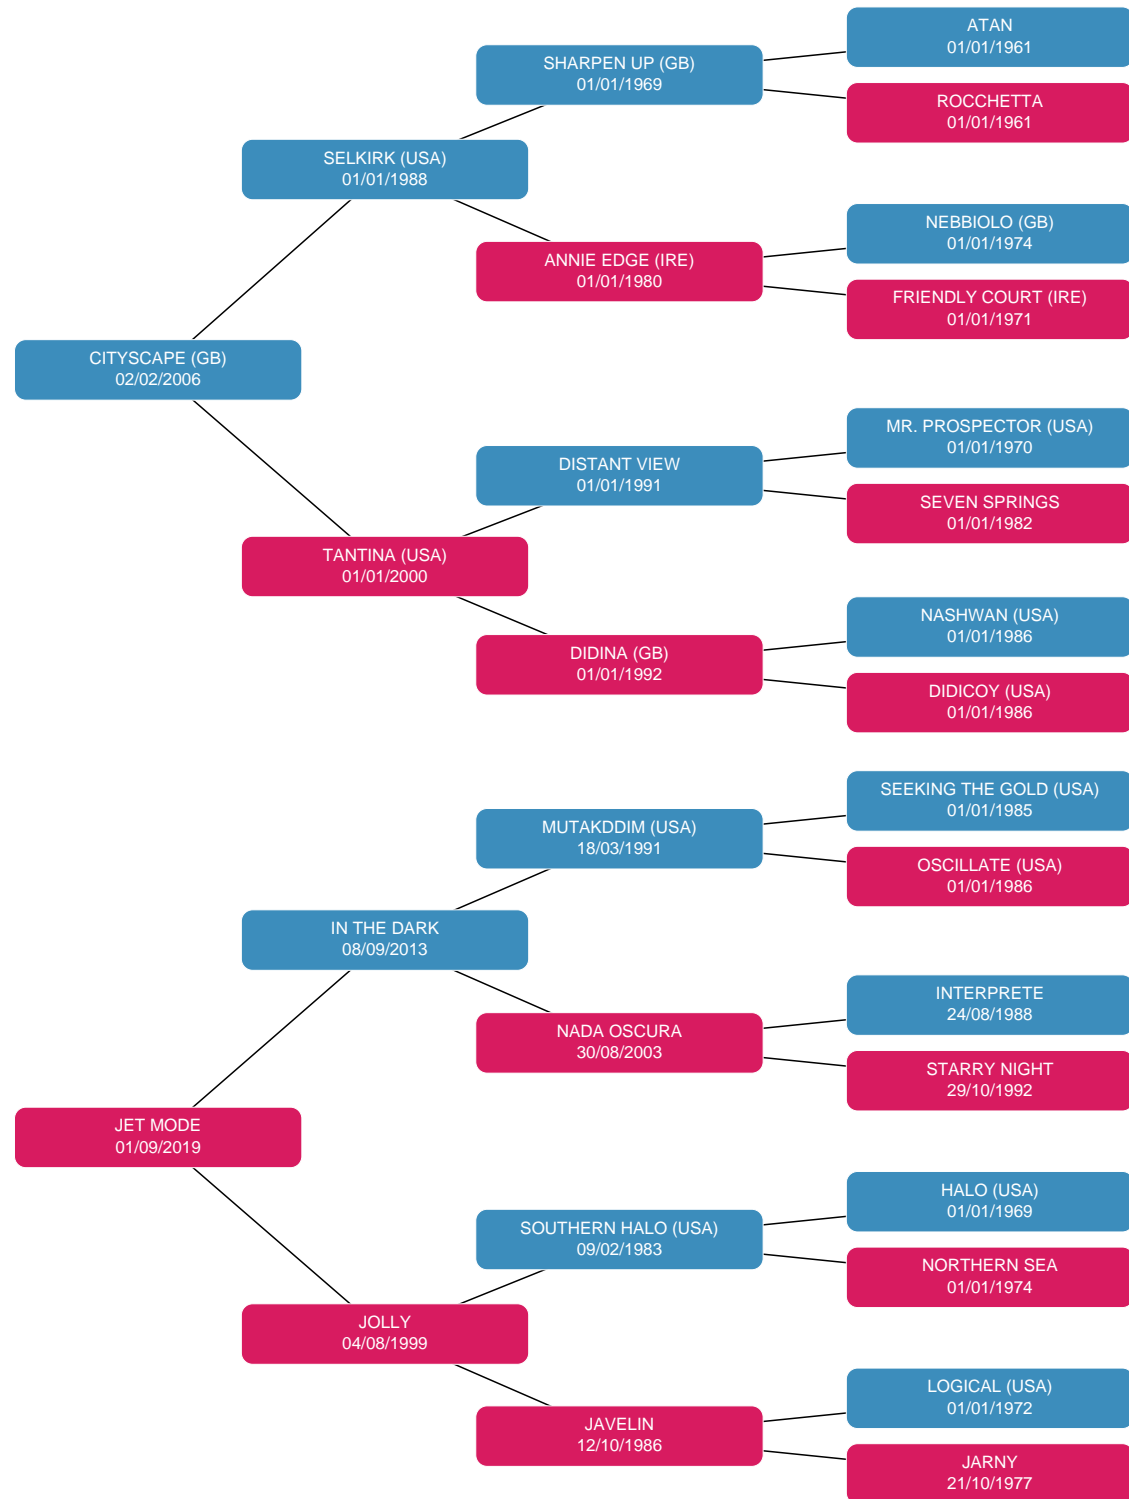 ATAN
01/01/1961
SHARPEN UP (GB)
01/01/1969
ROCCHETTA
01/01/1961
SELKIRK (USA)
01/01/1988
NEBBIOLO (GB)
01/01/1974
ANNIE EDGE (IRE)
01/01/1980
FRIENDLY COURT (IRE)
01/01/1971
CITYSCAPE (GB)
02/02/2006
MR. PROSPECTOR (USA)
01/01/1970
DISTANT VIEW
01/01/1991
SEVEN SPRINGS
01/01/1982
TANTINA (USA)
01/01/2000
NASHWAN (USA)
01/01/1986
DIDINA (GB)
01/01/1992
DIDICOY (USA)
01/01/1986
SEEKING THE GOLD (USA)
01/01/1985
MUTAKDDIM (USA)
18/03/1991
OSCILLATE (USA)
01/01/1986
IN THE DARK
08/09/2013
INTERPRETE
24/08/1988
NADA OSCURA
30/08/2003
STARRY NIGHT
29/10/1992
JET MODE
01/09/2019
HALO (USA)
01/01/1969
SOUTHERN HALO (USA)
09/02/1983
NORTHERN SEA
01/01/1974
JOLLY
04/08/1999
LOGICAL (USA)
01/01/1972
JAVELIN
12/10/1986
JARNY
21/10/1977